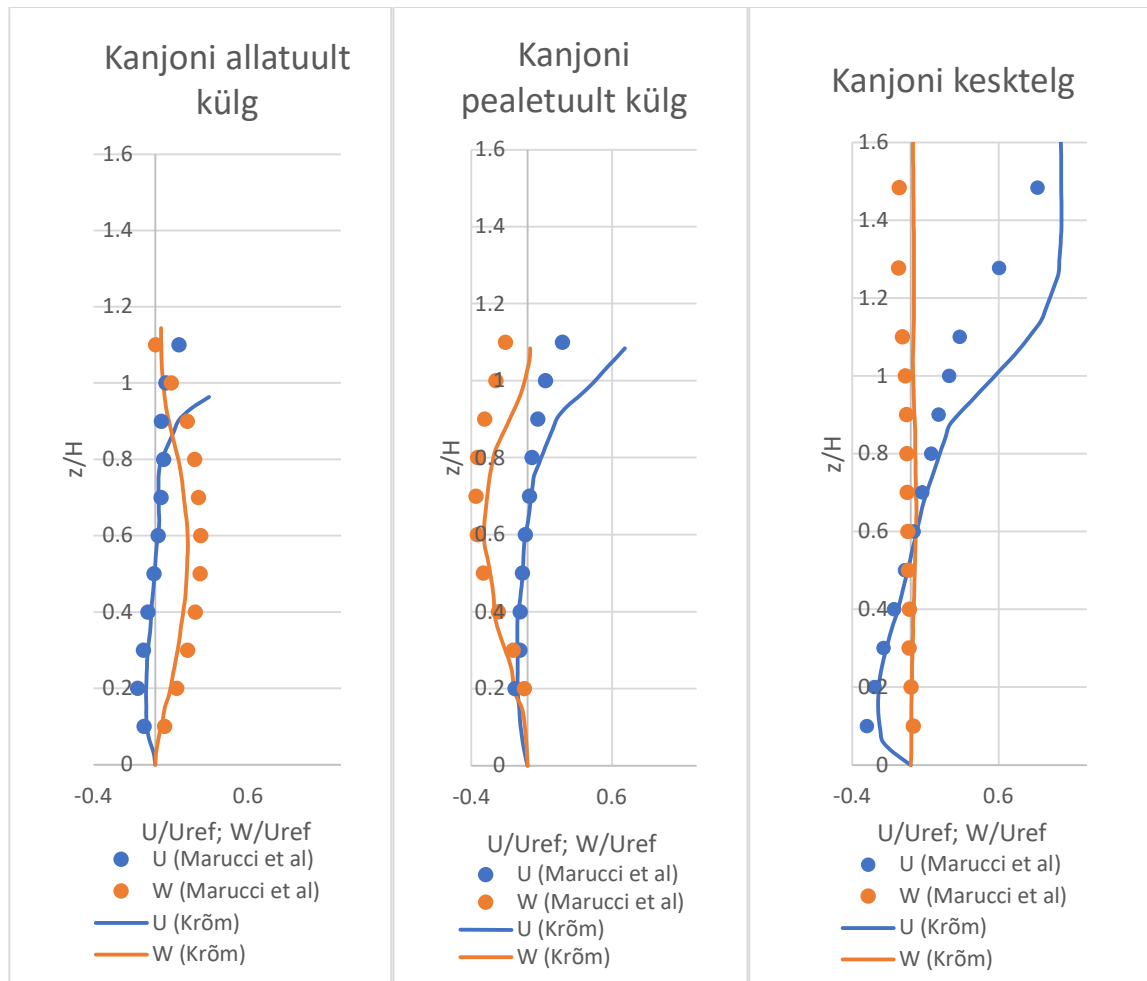 Kanjoni allatuult
külg
1.6
1.4
1.2
1
0.8
0.6
0.4
0.2
0
z/H
-0.4
0.6
U/Uref; W/Uref
U (Marucci et al)
W (Marucci et al)
U (Krõm)
W (Krõm)
Kanjoni
pealetuult külg
1.6
1.4
1.2
1
0.8
0.6
0.4
0.2
0
z/H
-0.4
0.6
U/Uref; W/Uref
U (Marucci et al)
W (Marucci et al)
U (Krõm)
W (Krõm)
Kanjoni kesktelg
1.6
1.4
1.2
1
0.8
0.6
0.4
0.2
0
z/H
-0.4
0.6
U/Uref; W/Uref
U (Marucci et al)
W (Marucci et al)
U (Krõm)
W (Krõm)